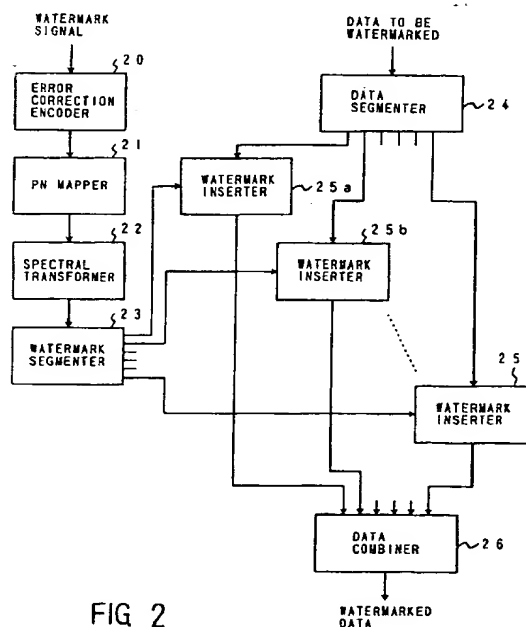 WATERMARK
SIGNAL
20
ERROR
CORRECTION
ENCODER
21
PN MAPPER
22
SPECTRAL
TRANSFORMER
23
WATERMARK
SEGMENTER
DATA TO BE
WATERMARKED
DATA
SEGMENTER
24
WATERMARK
INSERTER
25a
25b
WATERMARK
INSERTER
25
WATERMARK
INSERTER
DATA
COMBINER
26
WATERMARKED
DATA
FIG 2